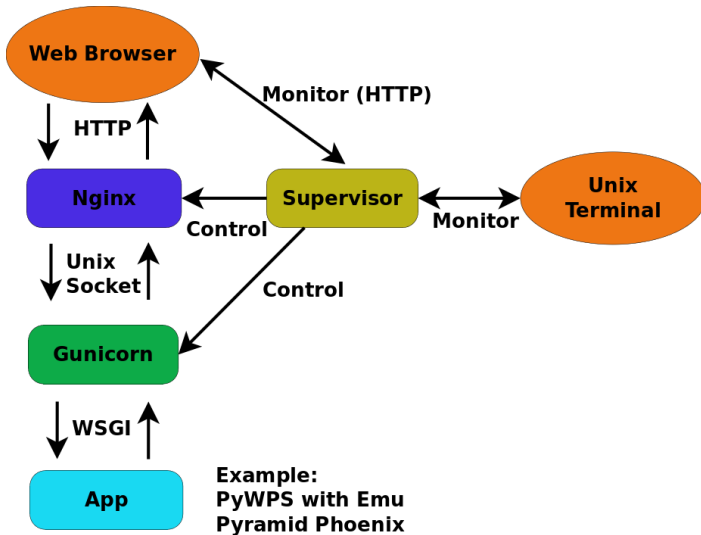 Web Browser
Monitor (HTTP)
HTTP
Nginx
Supervisor
Unix
Terminal
Control
Monitor
Unix
Socket
Control
Gunicorn
WSGI
App
Example:
PyWPS with Emu
Pyramid Phoenix